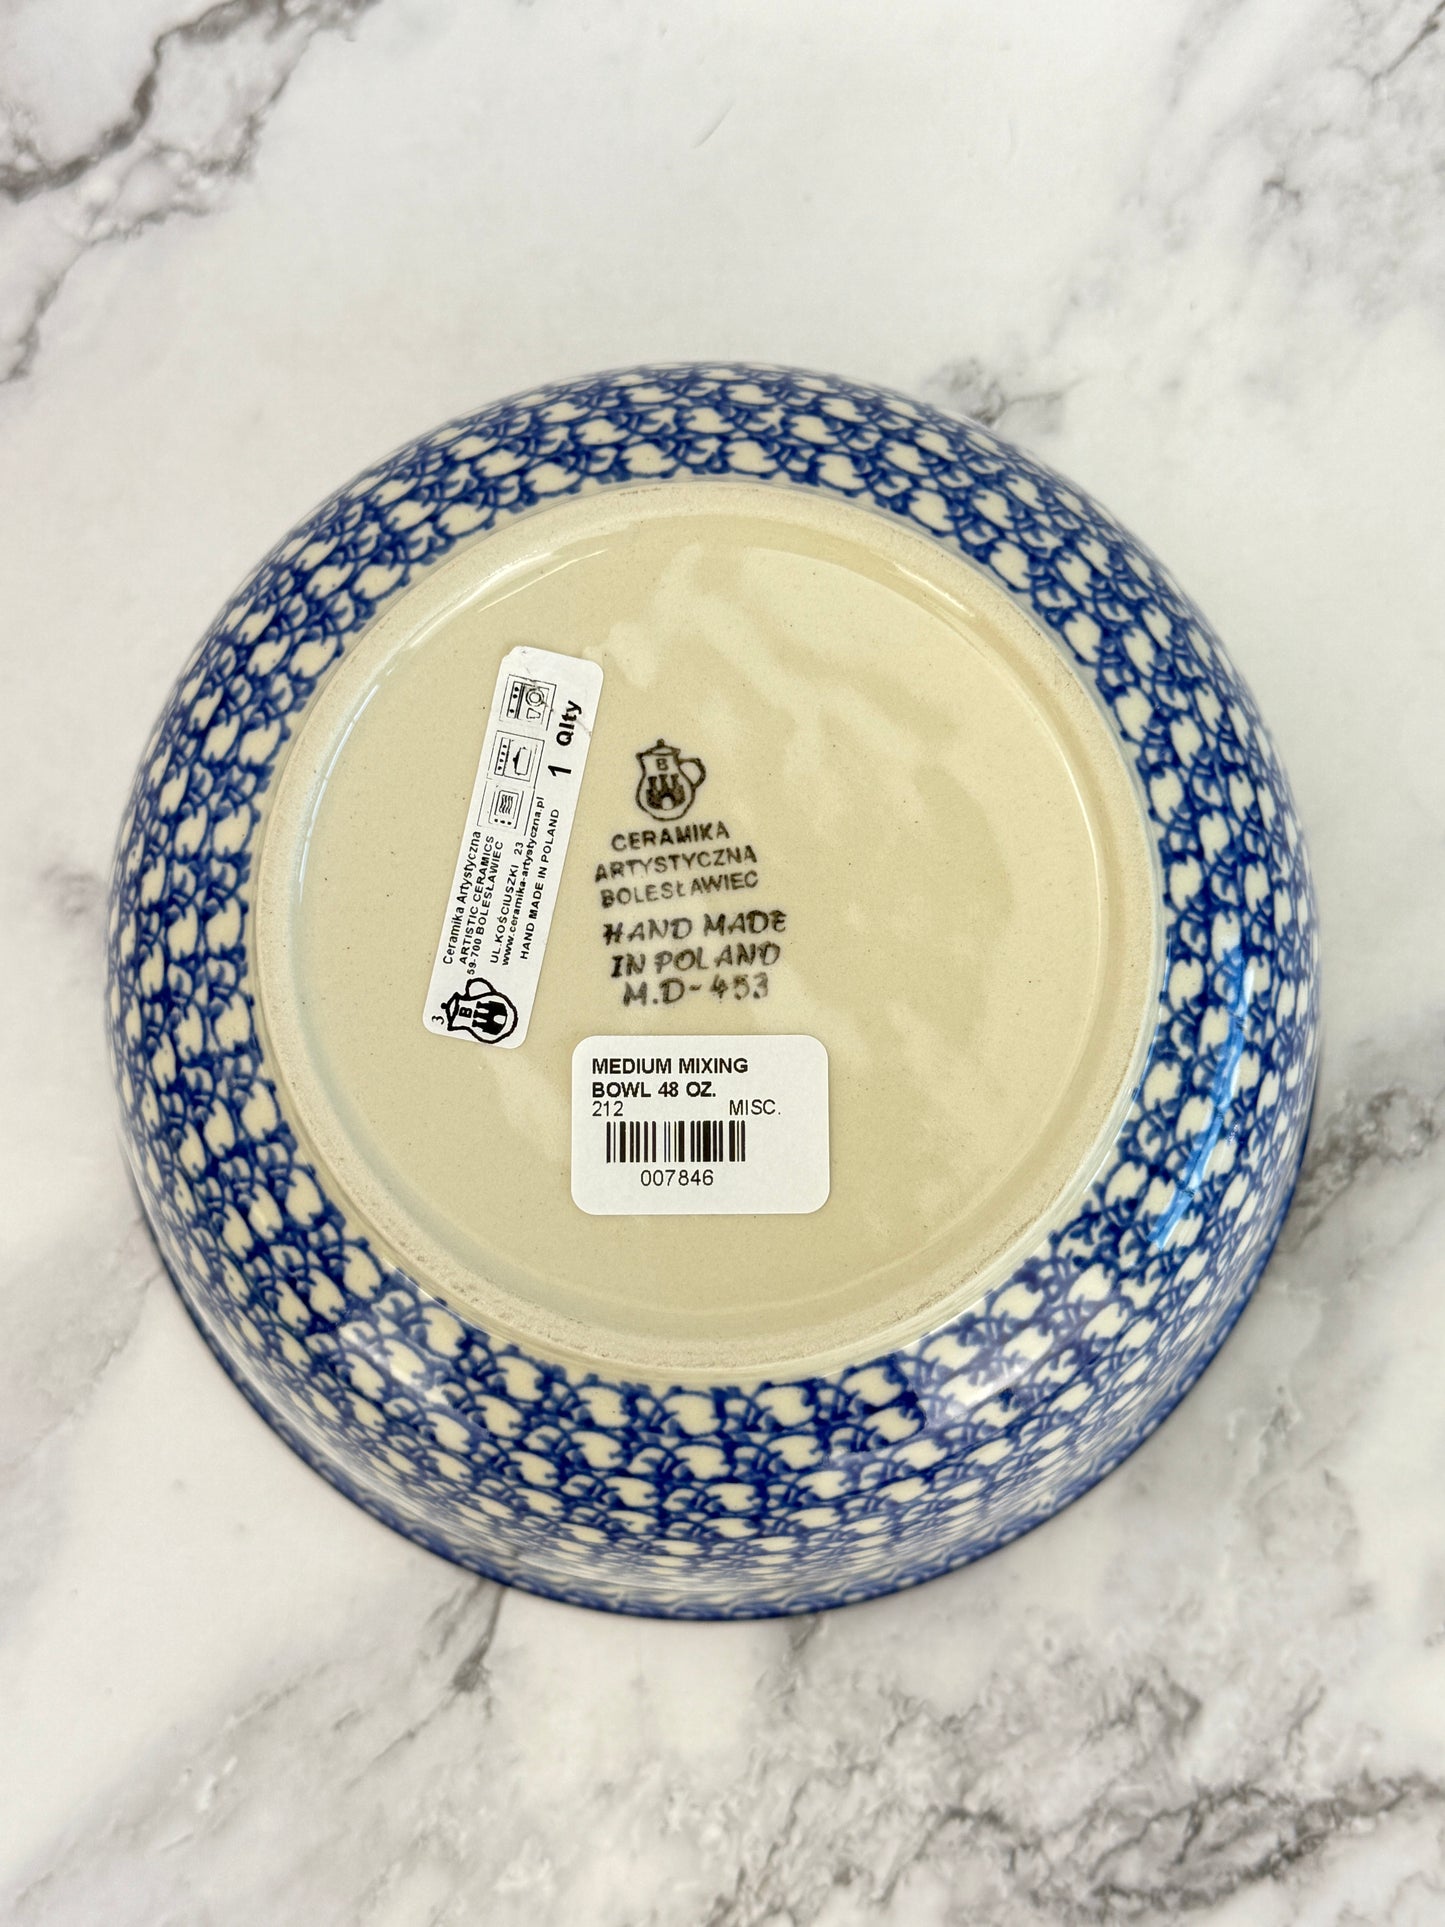 1 Qlty
Ceramika Artystyczna
ARTISTIC CERAMICS
59-700 BOLESŁAWIEC
UL.KOŚCIUSZKI 23
www.ceramika-artystyczna.pl
HAND MADE IN POLAND
3
B
B
CERAMIKA
ARTYSTYCZNA
BOLESŁAWIEC
HAND MADE
IN POLAND
M.D-453
MEDIUM MIXING
BOWL 48 OZ.
212 MISC.
007846